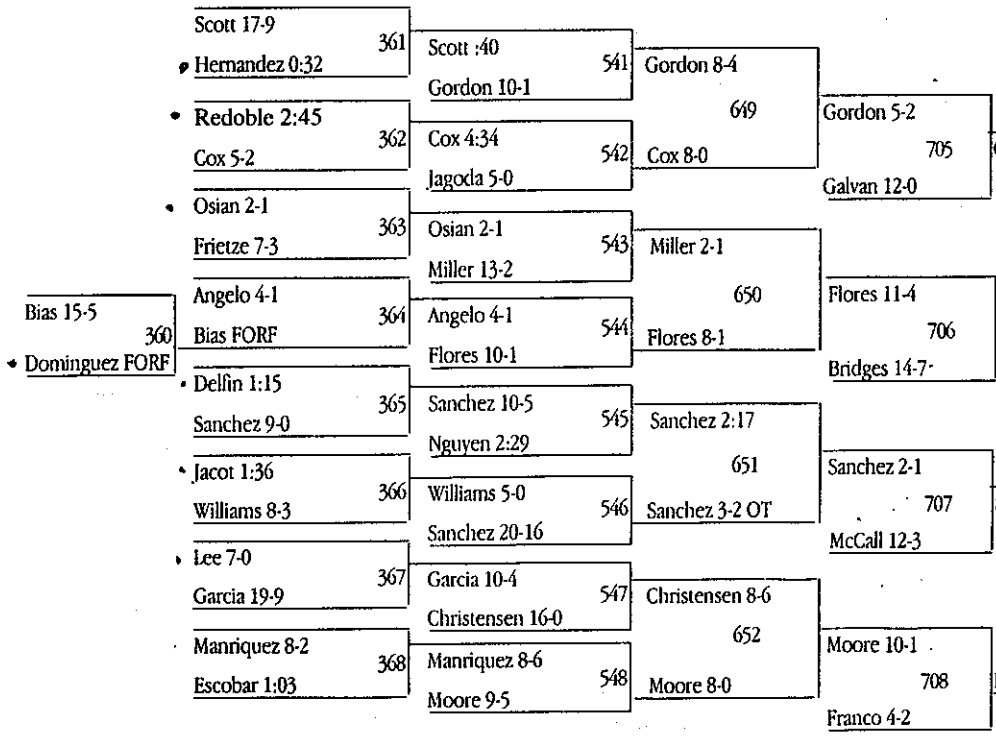 Bias 15-5
360
Dominguez FORF
Scott 17-9
361
Hernandez 0:32
Redoble 2:45
362
Cox 5-2
Osian 2-1
363
Frietze 7-3
Angelo 4-1
364
Bias FORF
Delfin 1:15
365
Sanchez 9-0
Jacot 1:36
366
Williams 8-3
Lee 7-0
367
Garcia 19-9
Manriquez 8-2
368
Escobar 1:03
Scott :40
541
Gordon 10-1
Cox 4:34
542
Jagoda 5-0
Osian 2-1
543
Miller 13-2
Angelo 4-1
544
Flores 10-1
Sanchez 10-5
545
Nguyen 2:29
Williams 5-0
546
Sanchez 20-16
Garcia 10-4
547
Christensen 16-0
Manriquez 8-6
548
Moore 9-5
Gordon 8-4
649
Cox 8-0
Miller 2-1
650
Flores 8-1
Sanchez 2:17
651
Sanchez 3-2 OT
Christensen 8-6
652
Moore 8-0
Gordon 5-2
705
Galvan 12-0
Flores 11-4
706
Bridges 14-7
Sanchez 2-1
707
McCall 12-3
Moore 10-1
708
Franco 4-2